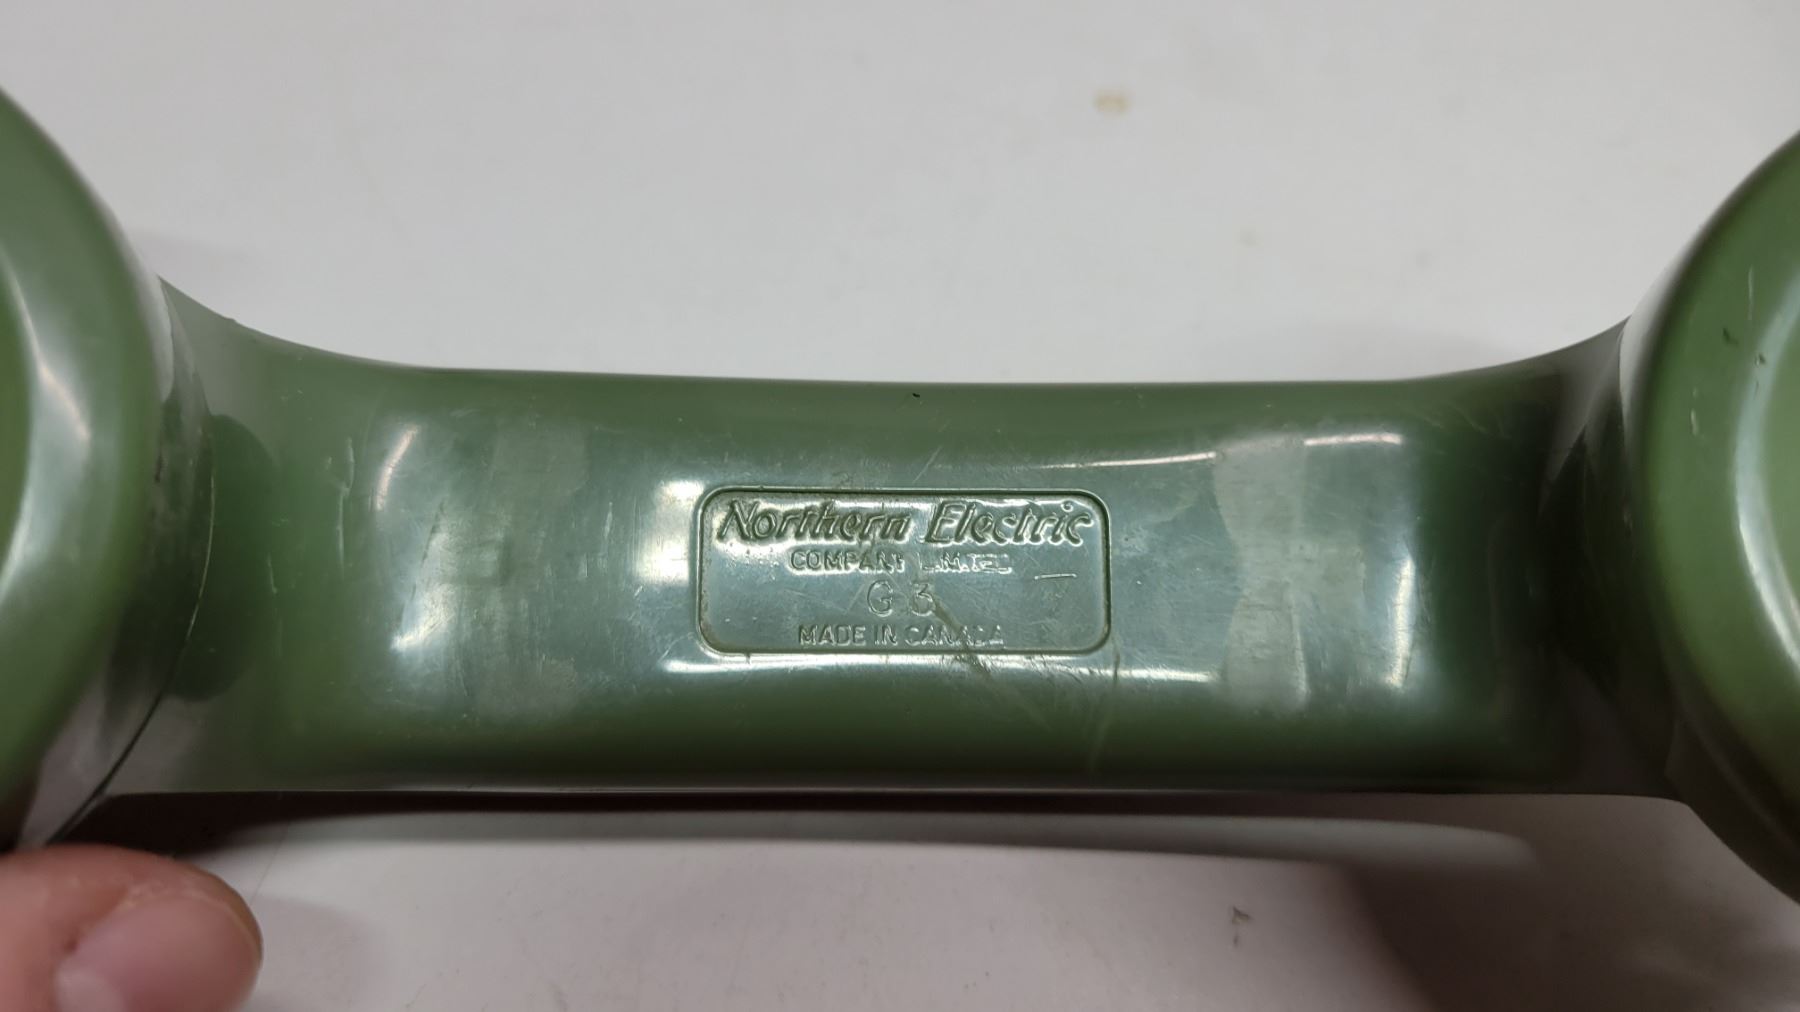 Northern Electric
COMPANY LIMITED
G3
MADE IN CANADA